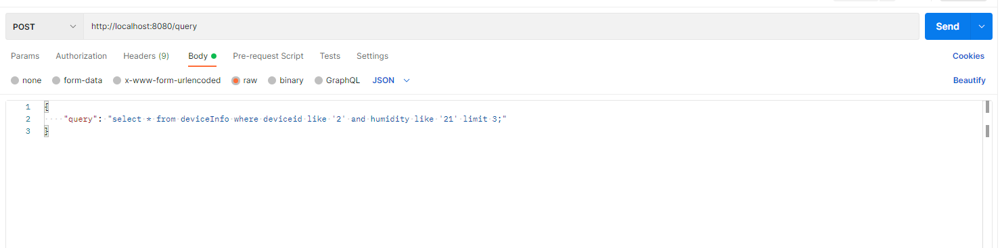 POST http://localhost:8080/query Send
Params Authorization Headers (9) Body Pre-request Script Tests Settings Cookies
none form-data x-www-form-urlencoded raw binary GraphQL JSON Beautify
1 {
2 "query": "select * from deviceInfo where deviceid like '2' and humidity like '21' limit 3;"
3 }